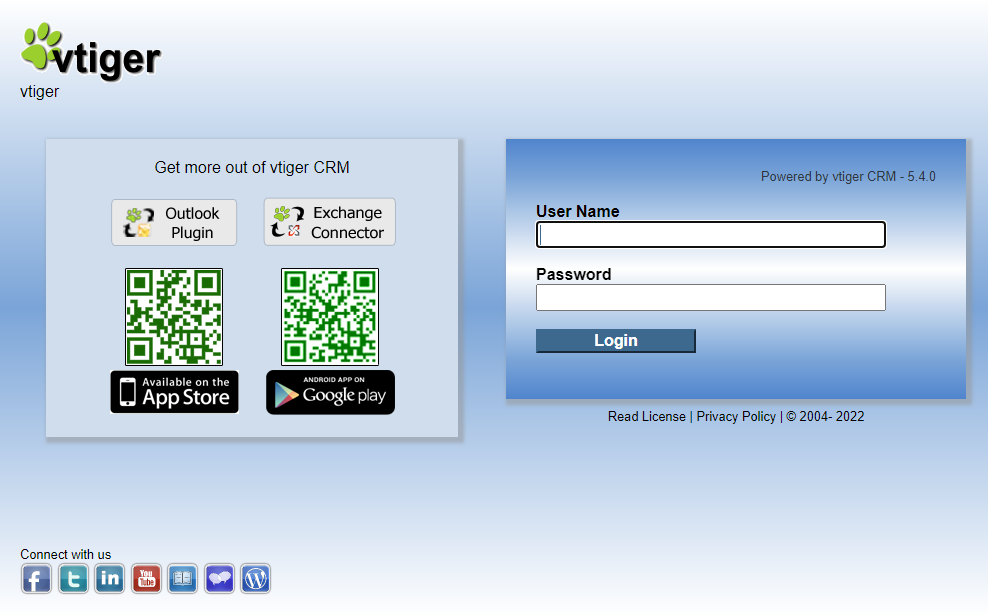 vtiger
vtiger
Get more out of vtiger CRM
Outlook
Plugin
Exchange
Connector
Available on the
App Store
ANDROID APP ON
Google play
Powered by vtiger CRM - 5.4.0
User Name
Password
Login
Read License | Privacy Policy | © 2004- 2022
Connect with us
f
t
in
You
Tube
W